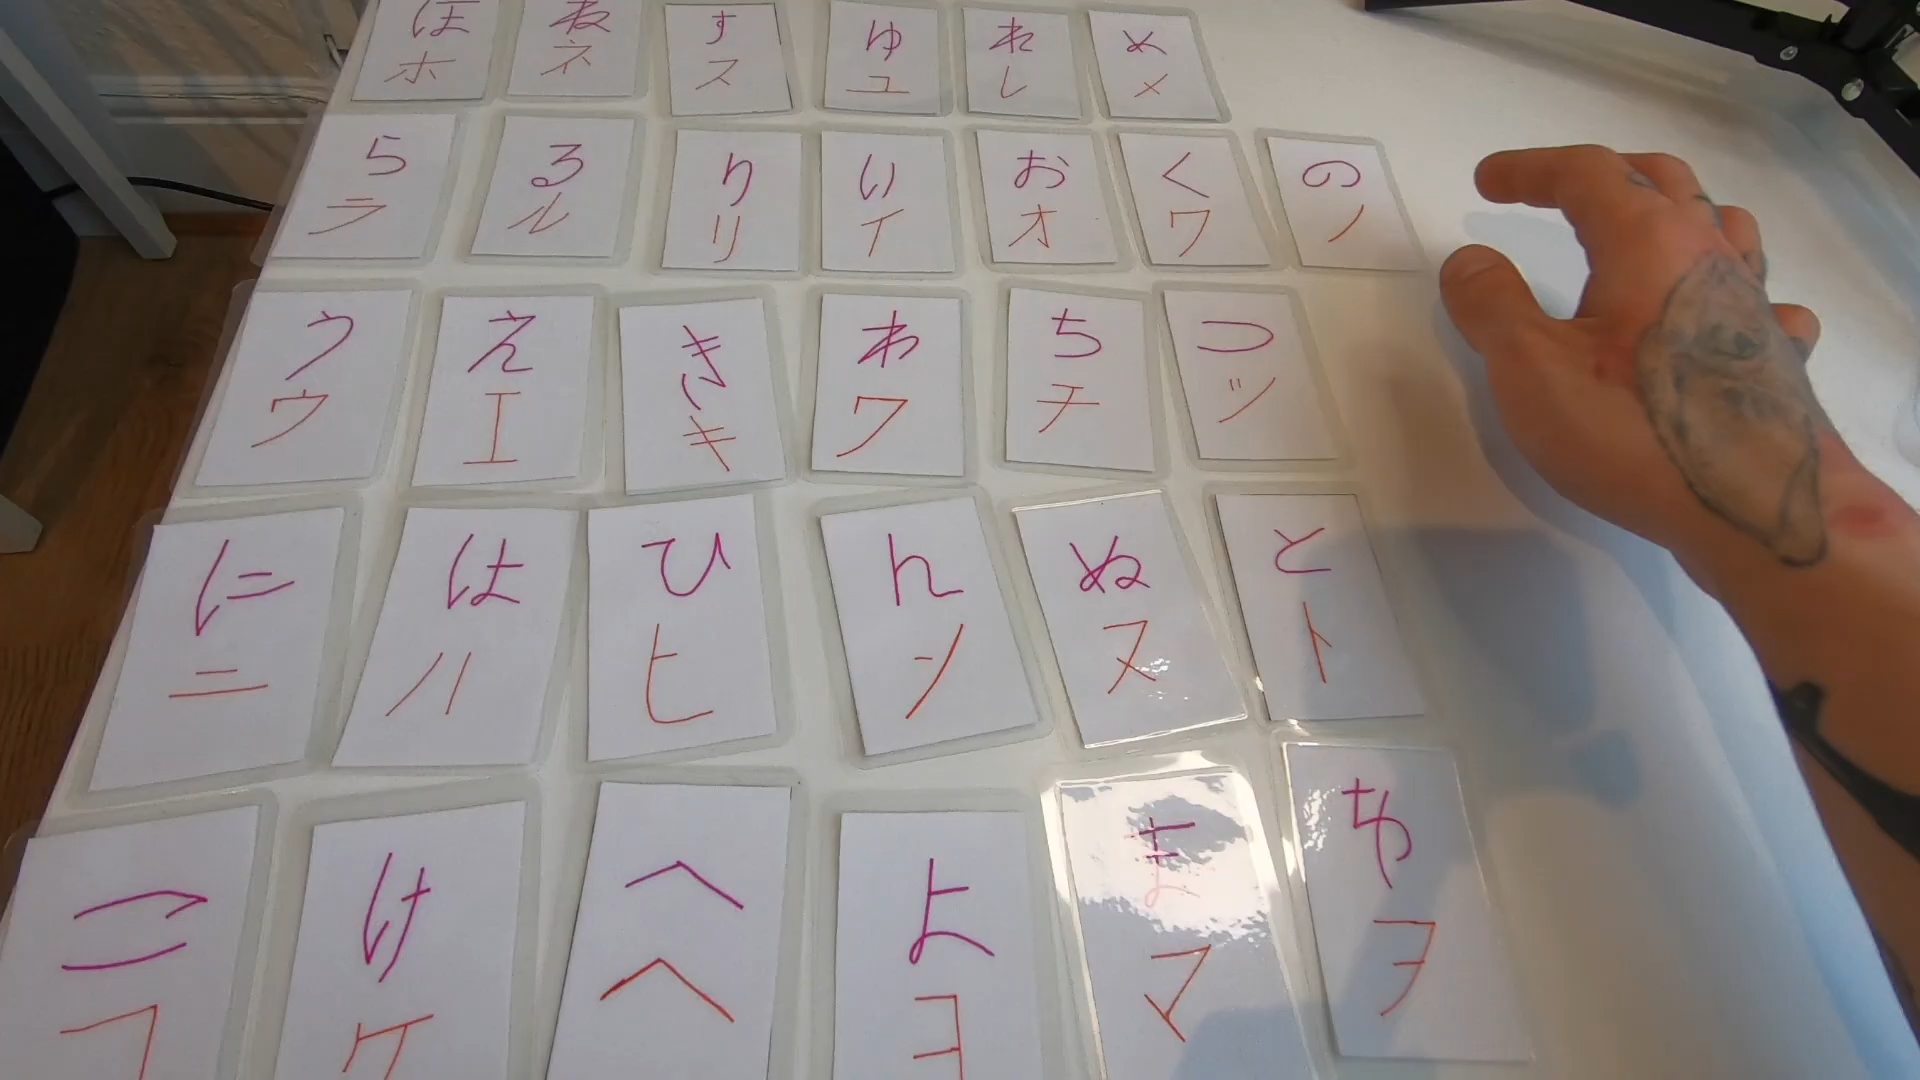 ほ ね す ゆ れ め
ホ ネ ス ユ レ メ
ら る り い お く の
ラ ル リ イ オ ワ ノ
う え き わ ち つ
ウ エ キ ワ チ ツ
に は ひ ん ぬ と
ニ ハ ヒ ン ヌ ト
こ け へ よ ま
コ ケ ヘ ヨ マ ヲ